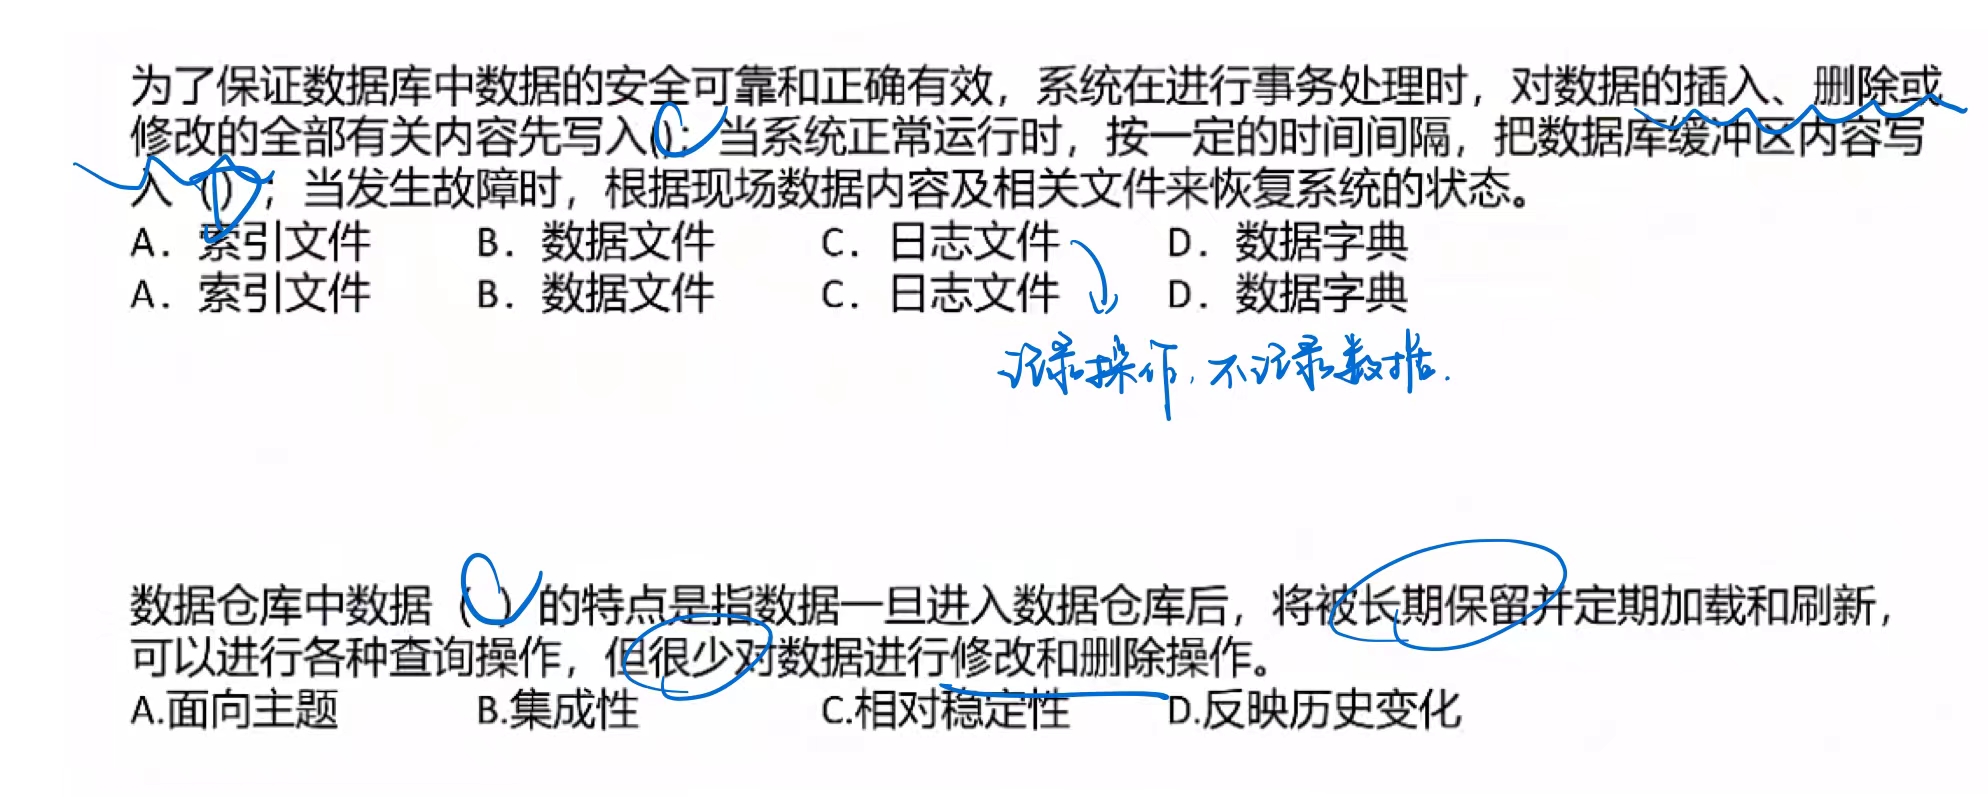 为了保证数据库中数据的安全可靠和正确有效，系统在进行事务处理时，对数据的插入、删除或
修改的全部有关内容先写入()；当系统正常运行时，按一定的时间间隔，把数据库缓冲区内容写
入（）；当发生故障时，根据现场数据内容及相关文件来恢复系统的状态。
C
D
A．索引文件 B．数据文件 C．日志文件 D．数据字典
A．索引文件 B．数据文件 C．日志文件 D．数据字典
记录操作，不记录数据.
数据仓库中数据（ ）的特点是指数据一旦进入数据仓库后，将被长期保留并定期加载和刷新，
C
可以进行各种查询操作，但很少对数据进行修改和删除操作。
A.面向主题 B.集成性 C.相对稳定性 D.反映历史变化